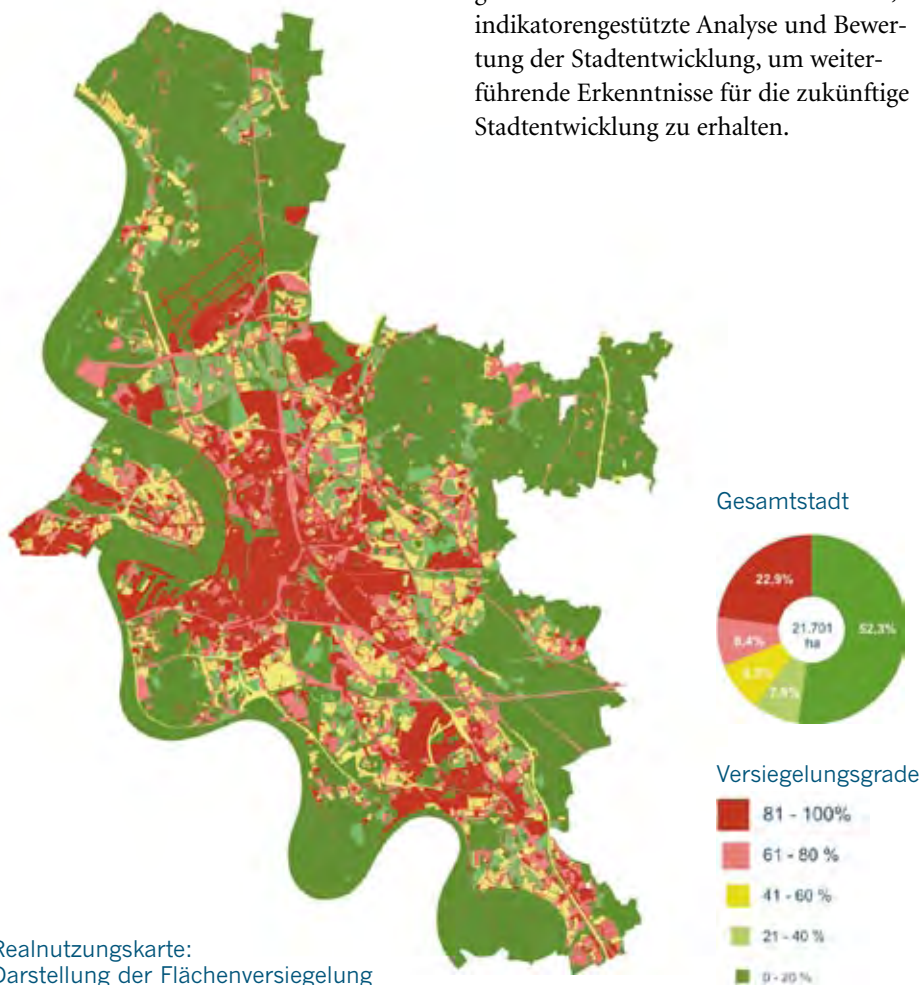 indikatorengestützte Analyse und Bewer-
tung der Stadtentwicklung, um weiter-
führende Erkenntnisse für die zukünftige
Stadtentwicklung zu erhalten.
Gesamtstadt
22,9%
52,3%
8,4%
7,9%
21.701
ha
Versiegelungsgrade
81 - 100%
61 - 80 %
41 - 60 %
21 - 40 %
0 - 20 %
Realnutzungskarte:
Darstellung der Flächenversiegelung